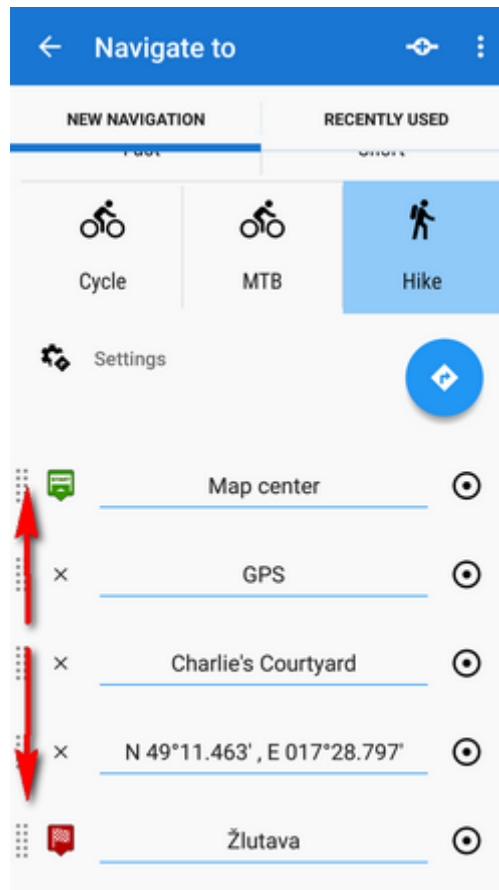 Navigate to
NEW NAVIGATION RECENTLY USED
Cycle MTB Hike
Settings
Map center
GPS
Charlie's Courtyard
N 49°11.463' , E 017°28.797'
Žlutava